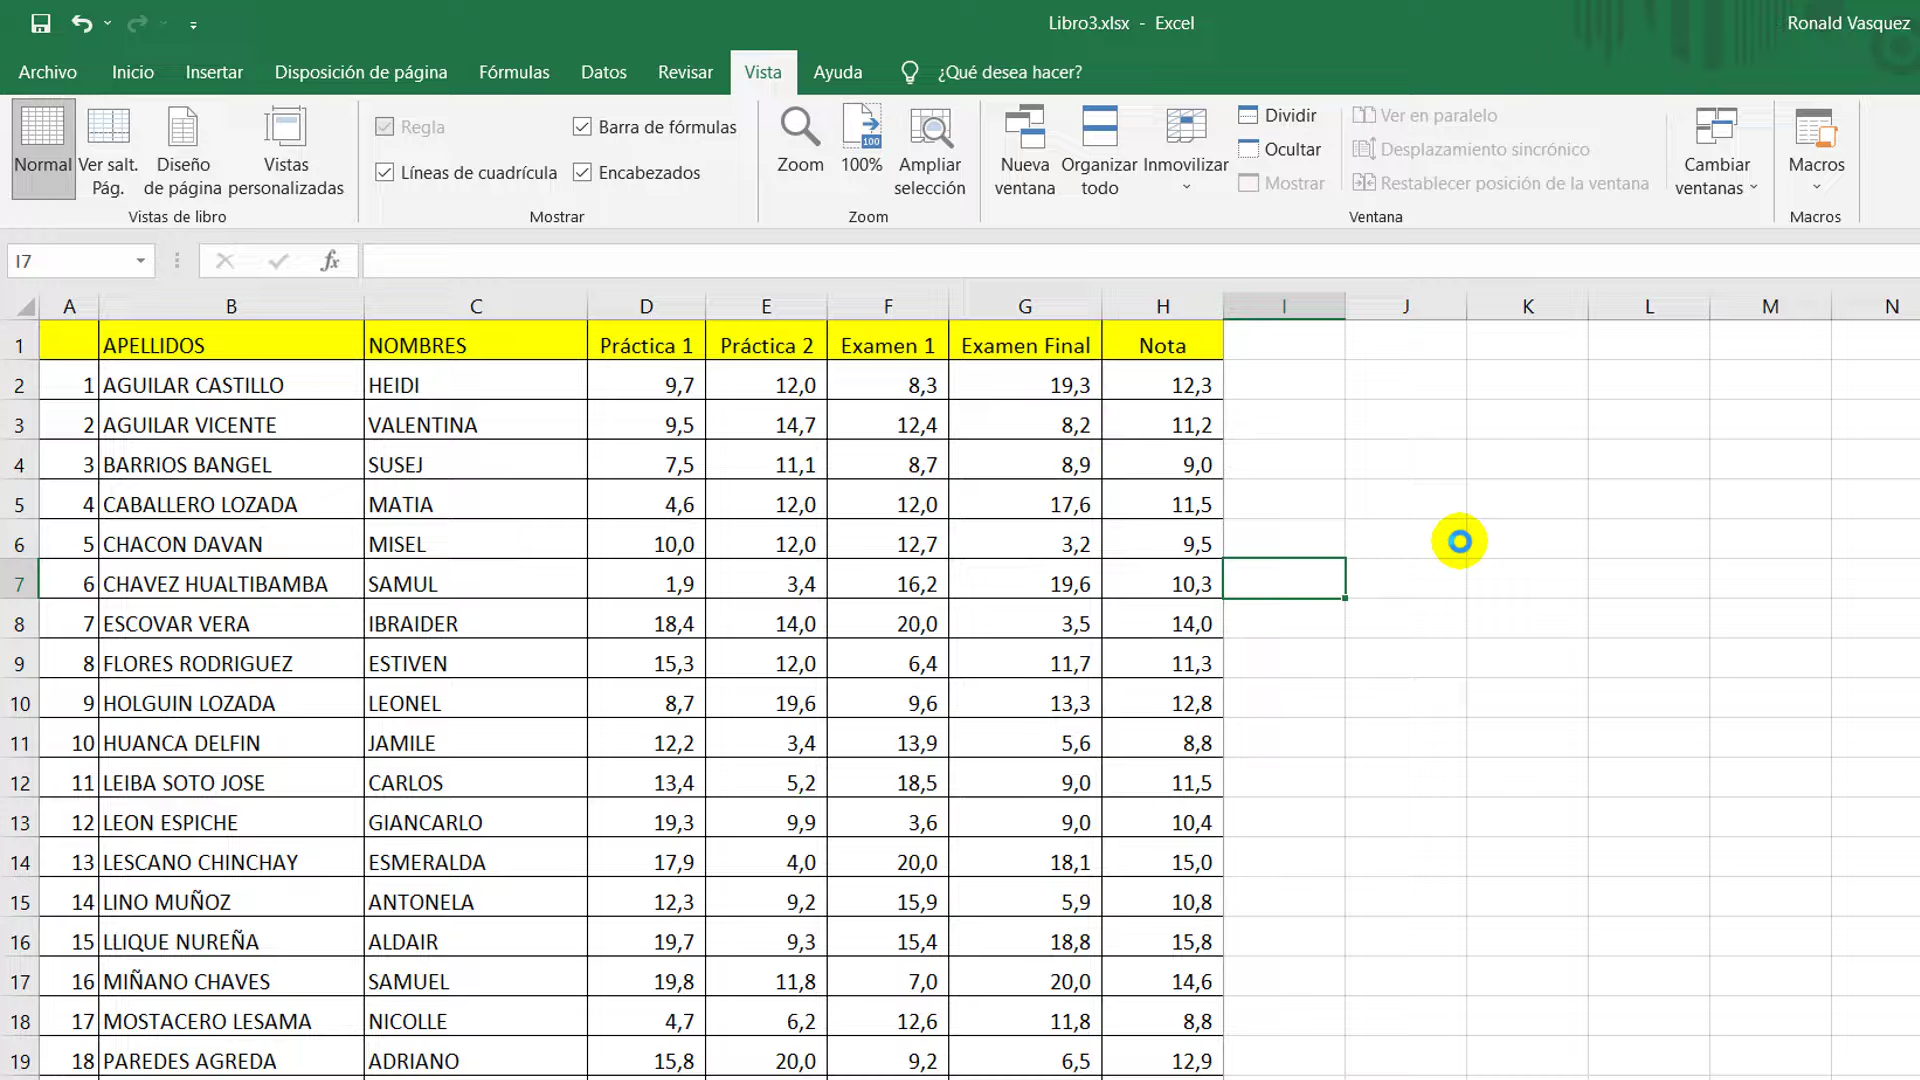 Libro3.xlsx - Excel
Ronald Vasquez
Archivo Inicio Insertar Disposición de página Fórmulas Datos Revisar Vista Ayuda ¿Qué desea hacer?
Normal
Ver salt. Pág.
Diseño de página
Vistas personalizadas
Vistas de libro
Regla
Barra de fórmulas
Líneas de cuadrícula
Encabezados
Mostrar
Zoom
100
100%
Ampliar selección
Zoom
Nueva ventana
Organizar todo
Inmovilizar
Dividir
Ocultar
Mostrar
Ver en paralelo
Desplazamiento sincrónico
Restablecer posición de la ventana
Cambiar ventanas
Ventana
Macros
Macros
I7
fx
A B C D E F G H I J K L M N
1 APELLIDOS NOMBRES Práctica 1 Práctica 2 Examen 1 Examen Final Nota
2 1 AGUILAR CASTILLO HEIDI 9,7 12,0 8,3 19,3 12,3
3 2 AGUILAR VICENTE VALENTINA 9,5 14,7 12,4 8,2 11,2
4 3 BARRIOS BANGEL SUSEJ 7,5 11,1 8,7 8,9 9,0
5 4 CABALLERO LOZADA MATIA 4,6 12,0 12,0 17,6 11,5
6 5 CHACON DAVAN MISEL 10,0 12,0 12,7 3,2 9,5
7 6 CHAVEZ HUALTIBAMBA SAMUL 1,9 3,4 16,2 19,6 10,3
8 7 ESCOVAR VERA IBRAIDER 18,4 14,0 20,0 3,5 14,0
9 8 FLORES RODRIGUEZ ESTIVEN 15,3 12,0 6,4 11,7 11,3
10 9 HOLGUIN LOZADA LEONEL 8,7 19,6 9,6 13,3 12,8
11 10 HUANCA DELFIN JAMILE 12,2 3,4 13,9 5,6 8,8
12 11 LEIBA SOTO JOSE CARLOS 13,4 5,2 18,5 9,0 11,5
13 12 LEON ESPICHE GIANCARLO 19,3 9,9 3,6 9,0 10,4
14 13 LESCANO CHINCHAY ESMERALDA 17,9 4,0 20,0 18,1 15,0
15 14 LINO MUÑOZ ANTONELA 12,3 9,2 15,9 5,9 10,8
16 15 LLIQUE NUREÑA ALDAIR 19,7 9,3 15,4 18,8 15,8
17 16 MIÑANO CHAVES SAMUEL 19,8 11,8 7,0 20,0 14,6
18 17 MOSTACERO LESAMA NICOLLE 4,7 6,2 12,6 11,8 8,8
19 18 PAREDES AGREDA ADRIANO 15,8 20,0 9,2 6,5 12,9